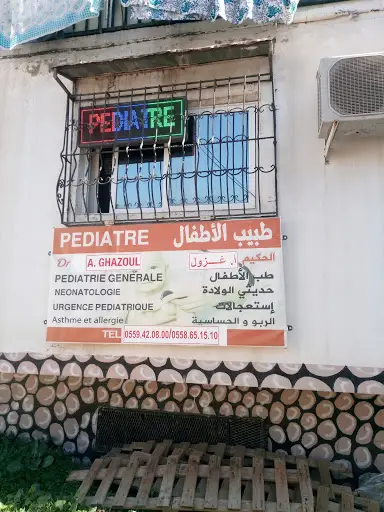 PEDIATRE
PEDIATRE طبيب الأطفال
Dr A. GHAZOUL الحكيم أ. غـــزول
PEDIATRIE GENERALE طب الأطفال
NEONATOLOGIE حديثي الولادة
URGENCE PEDIATRIQUE إستعجالات
Asthme et allergie الربو و الحساسية
TEL: 0559.42.08.00/0558.65.15.10